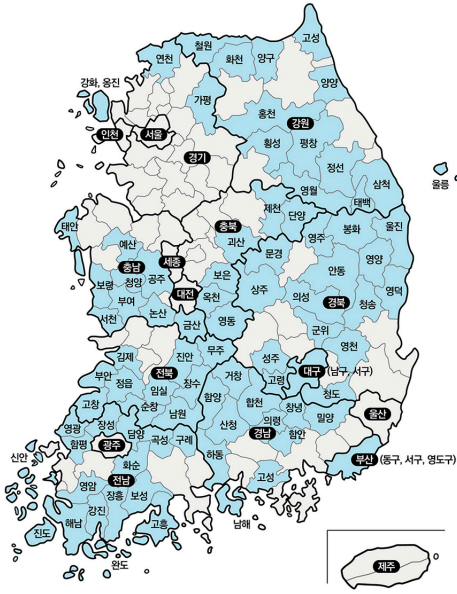 고성
철원
연천
화천
양구
강화, 옹진
가평
양양
인천
서울
홍천
강원
경기
횡성
평창
정선
울릉
영월
삼척
태백
제천
단양
태안
충북
괴산
영주
봉화
울진
예산
세종
문경
영양
충남
청양
공주
보은
안동
보령
대전
옥천
상주
의성
경북
영덕
청송
부여
논산
서천
금산
영동
군위
영천
무주
김제
진안
성주
대구 (남구, 서구)
부안
전북
정읍
임실
장수
거창
고령
청도
고창
순창
남원
함양
합천
창녕
울산
영광
장성
담양
곡성
구례
산청
의령
밀양
함평
광주
경남
함안
신안
화순
하동
부산 (동구, 서구, 영도구)
영암
전남
고성
장흥
보성
강진
해남
고흥
남해
진도
완도
제주